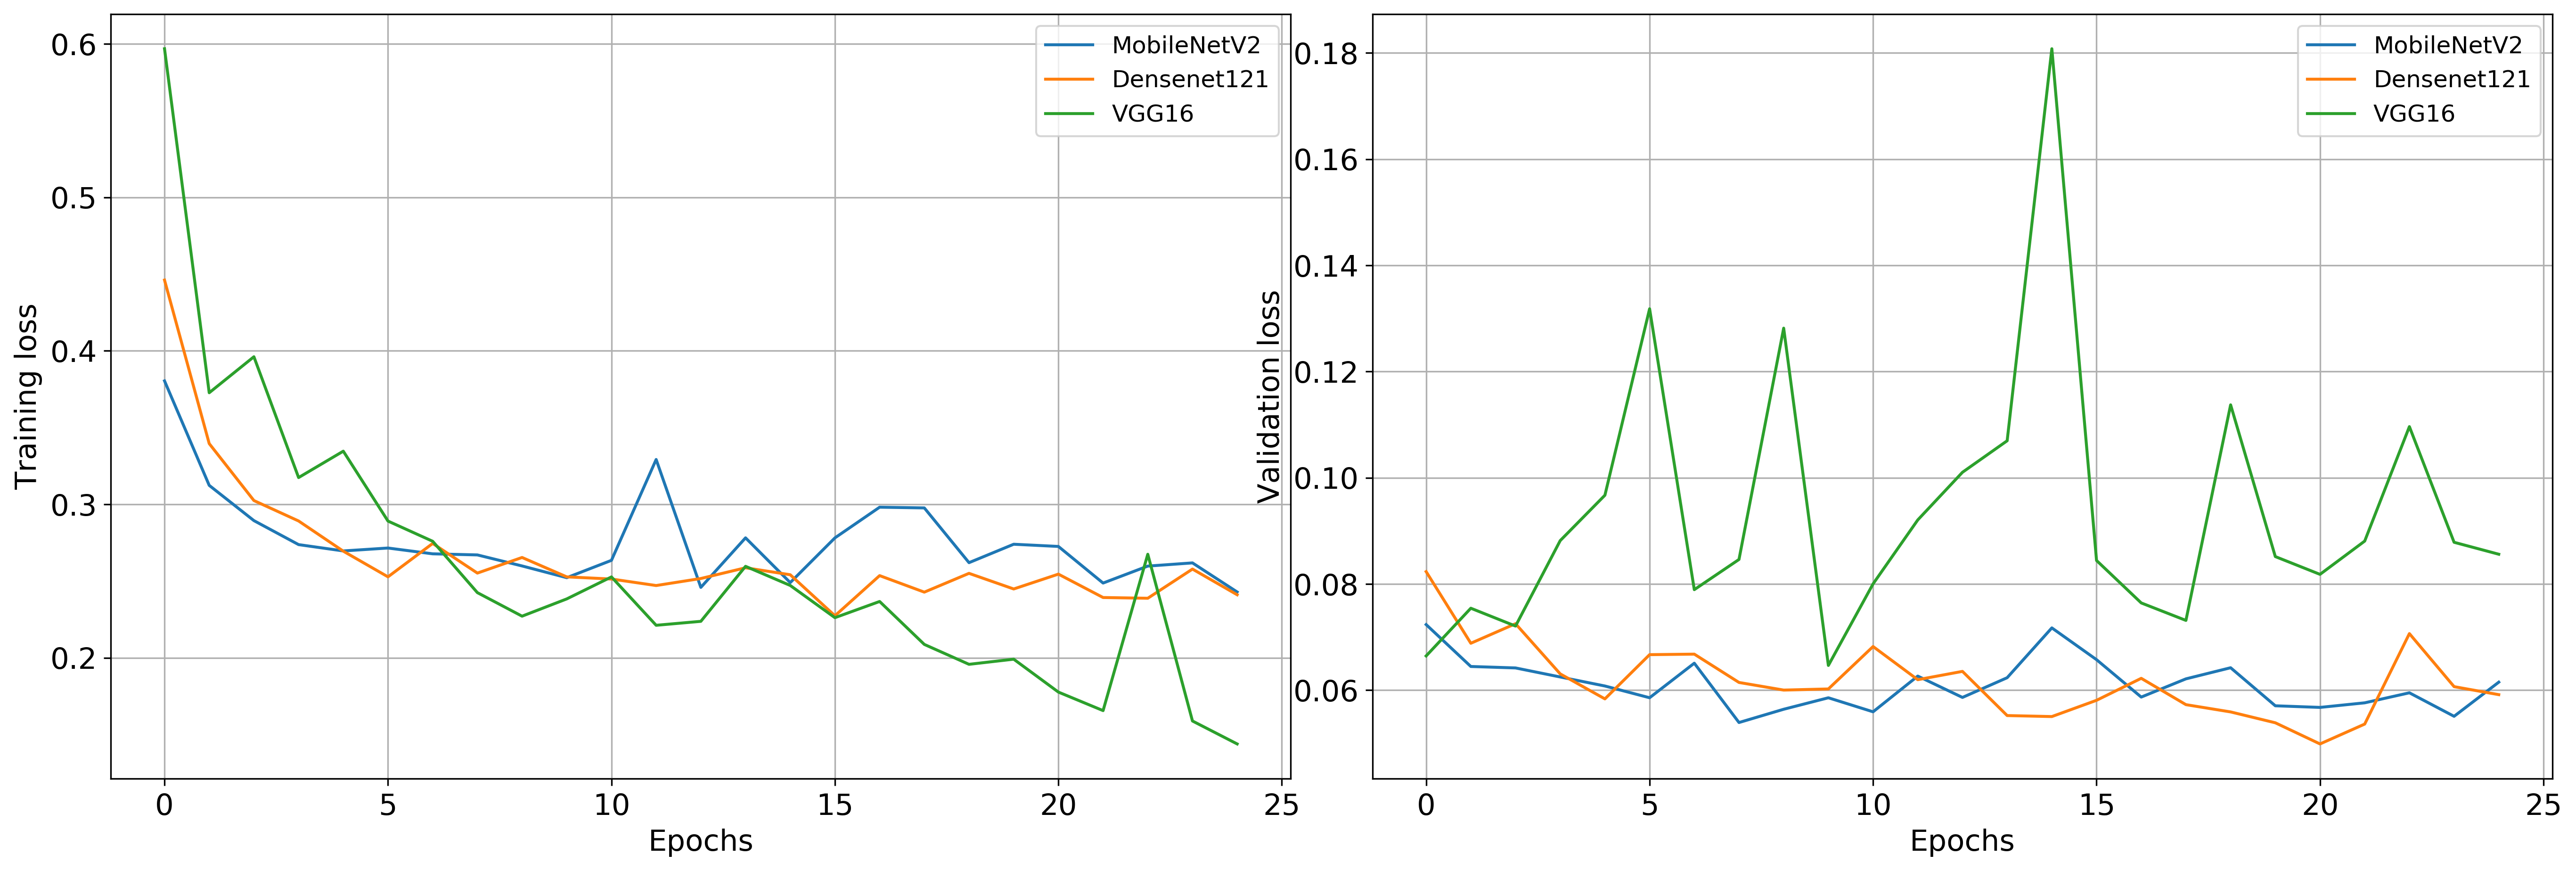 Training loss
0.6
0.5
0.4
0.3
0.2
0 5 10 15 20 25
Epochs
MobileNetV2
Densenet121
VGG16
Validation loss
0.18
0.16
0.14
0.12
0.10
0.08
0.06
0 5 10 15 20 25
Epochs
MobileNetV2
Densenet121
VGG16